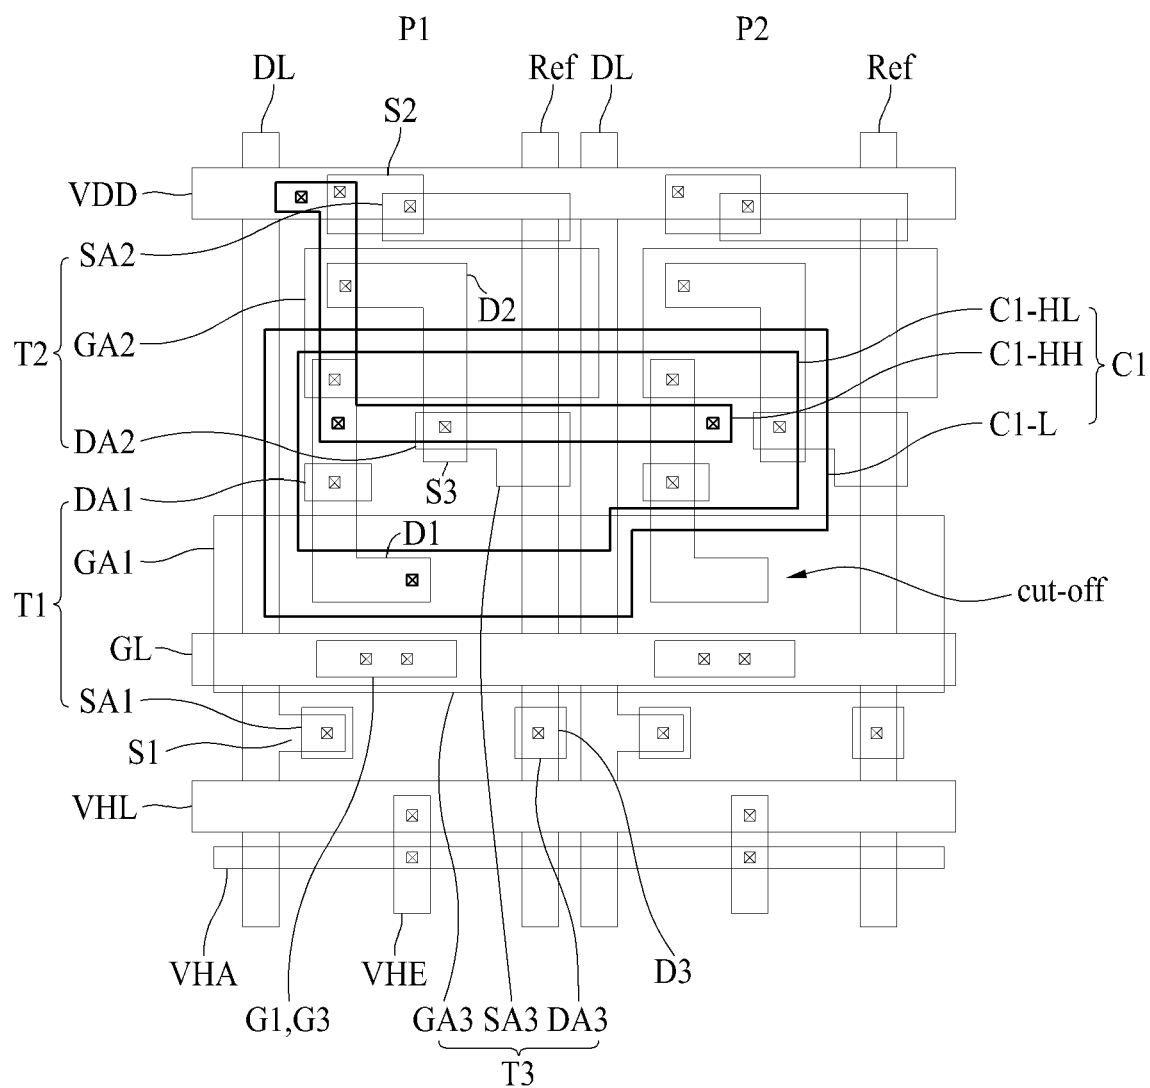 P1 P2
DL Ref DL Ref
S2
VDD
SA2
D2
C1-HL
GA2
T2
C1-HH
C1
DA2
C1-L
DA1
S3
D1
GA1
cut-off
T1
GL
SA1
S1
VHL
VHA VHE D3
G1,G3 GA3 SA3 DA3
T3